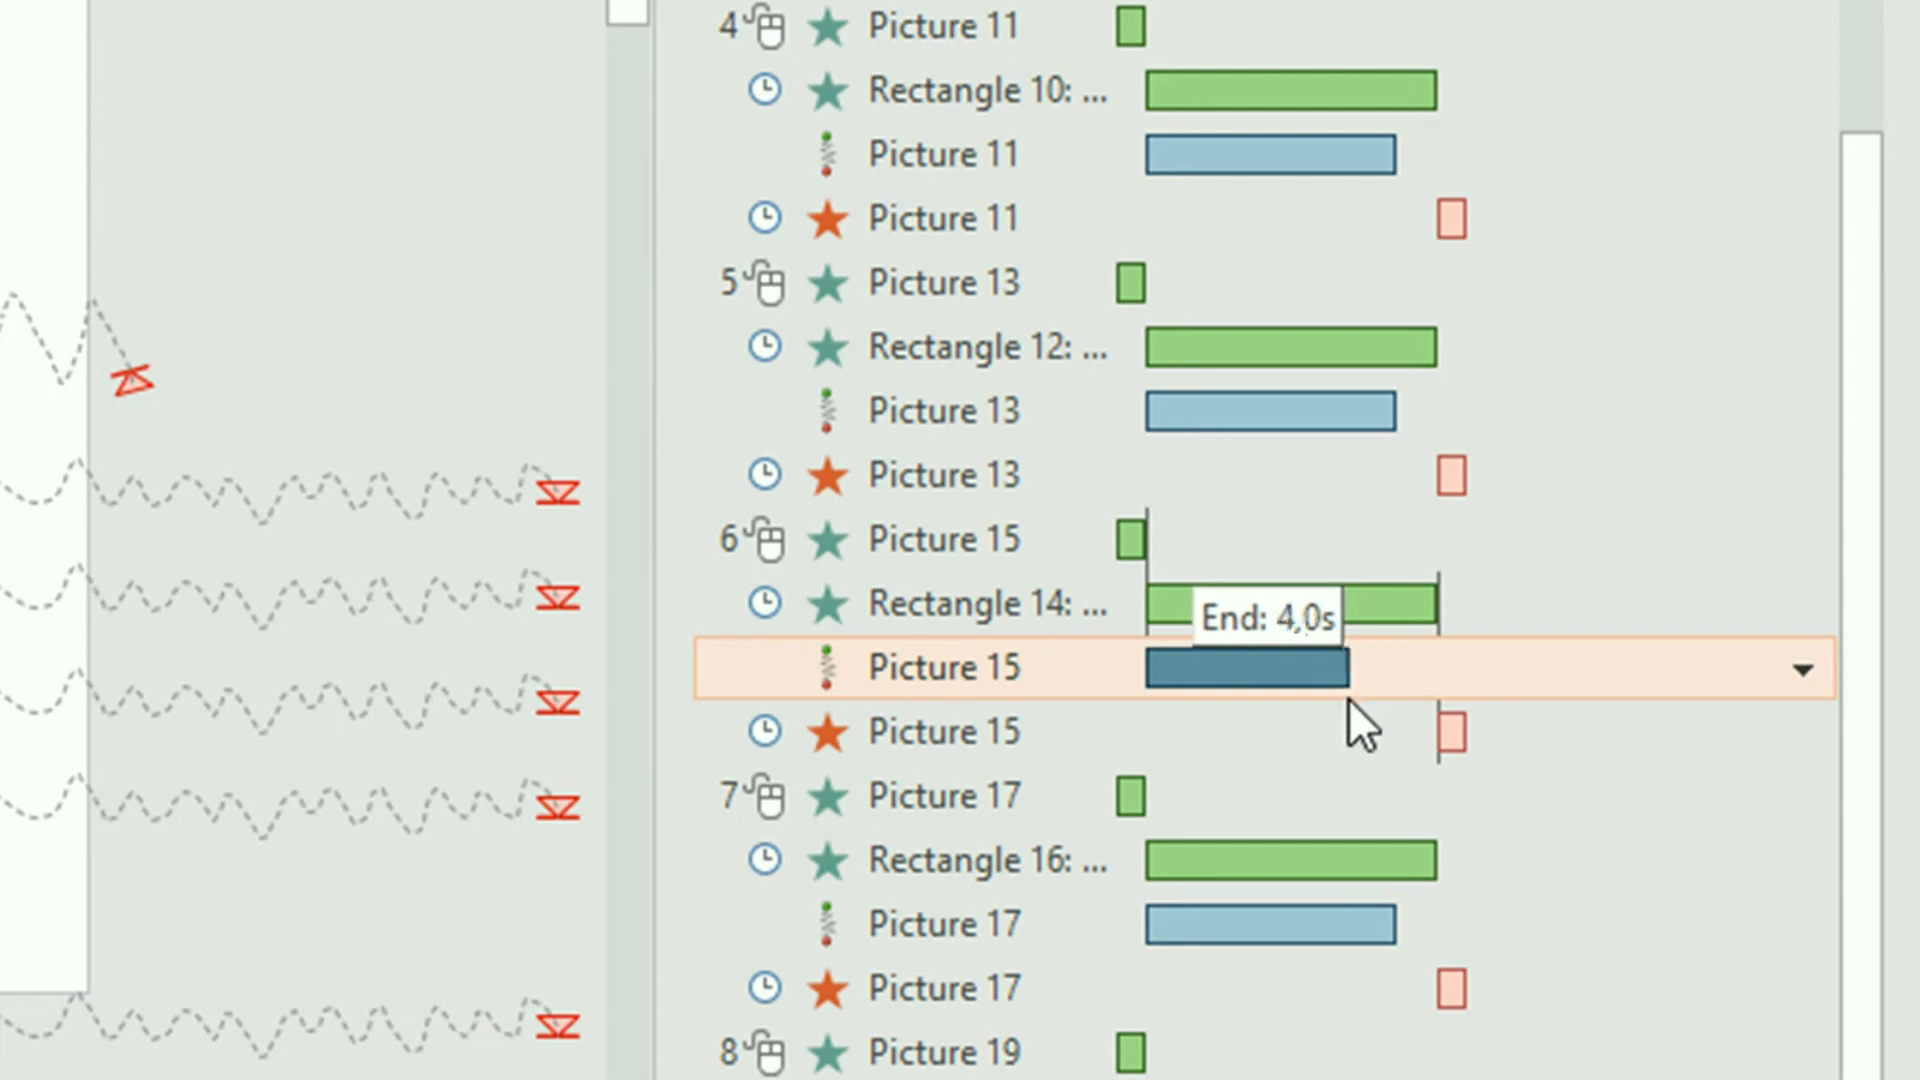 4 Picture 11
Rectangle 10: ...
Picture 11
Picture 11
5 Picture 13
Rectangle 12: ...
Picture 13
Picture 13
6 Picture 15
Rectangle 14: ...
End: 4,0s
Picture 15
Picture 15
7 Picture 17
Rectangle 16: ...
Picture 17
Picture 17
8 Picture 19